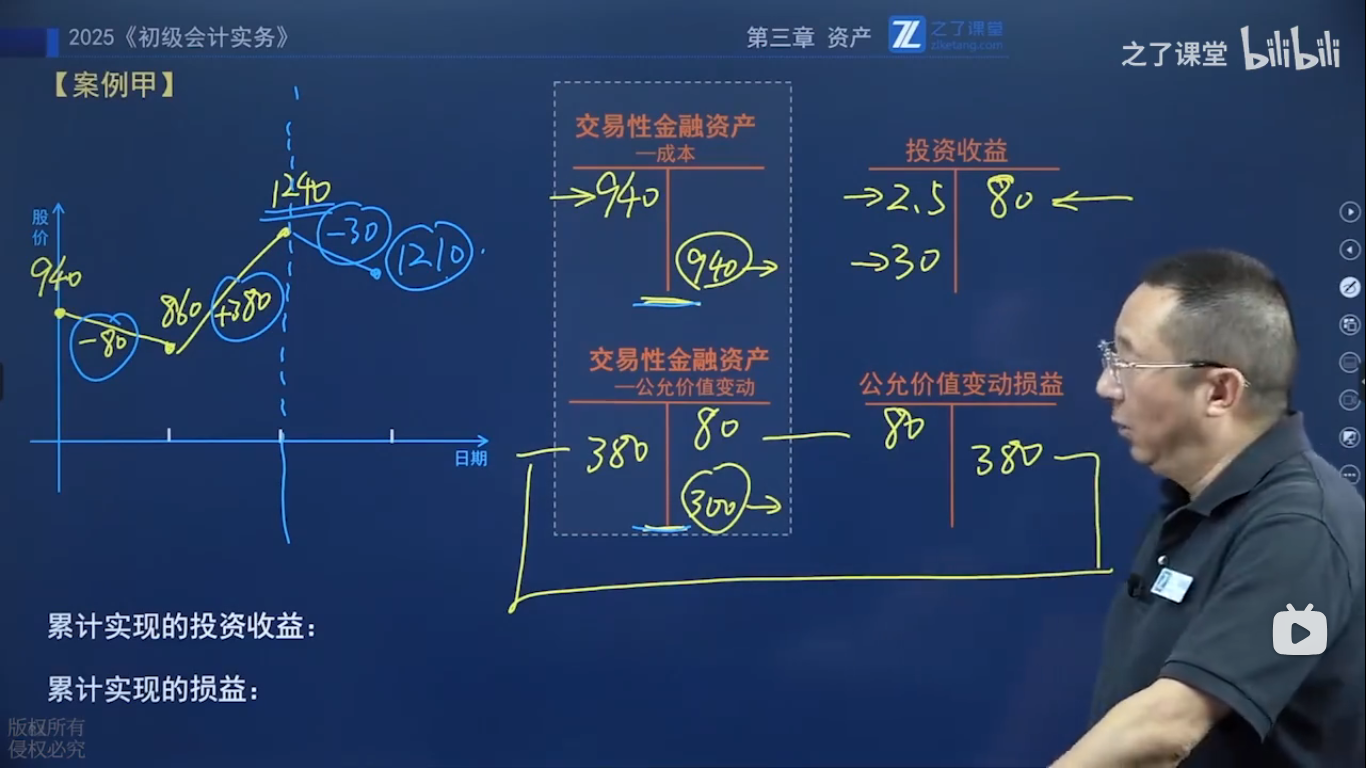 2025《初级会计实务》
第三章 资产
之了课堂
zlketang.com
之了课堂 bilibili
【案例甲】
股价
940
-80
860
+380
1240
-30
1210
日期
交易性金融资产
—成本
→940
940→
投资收益
→2.5
80←
→30
交易性金融资产
—公允价值变动
80
380
300→
公允价值变动损益
80
380
累计实现的投资收益：
累计实现的损益：
版权所有
侵权必究